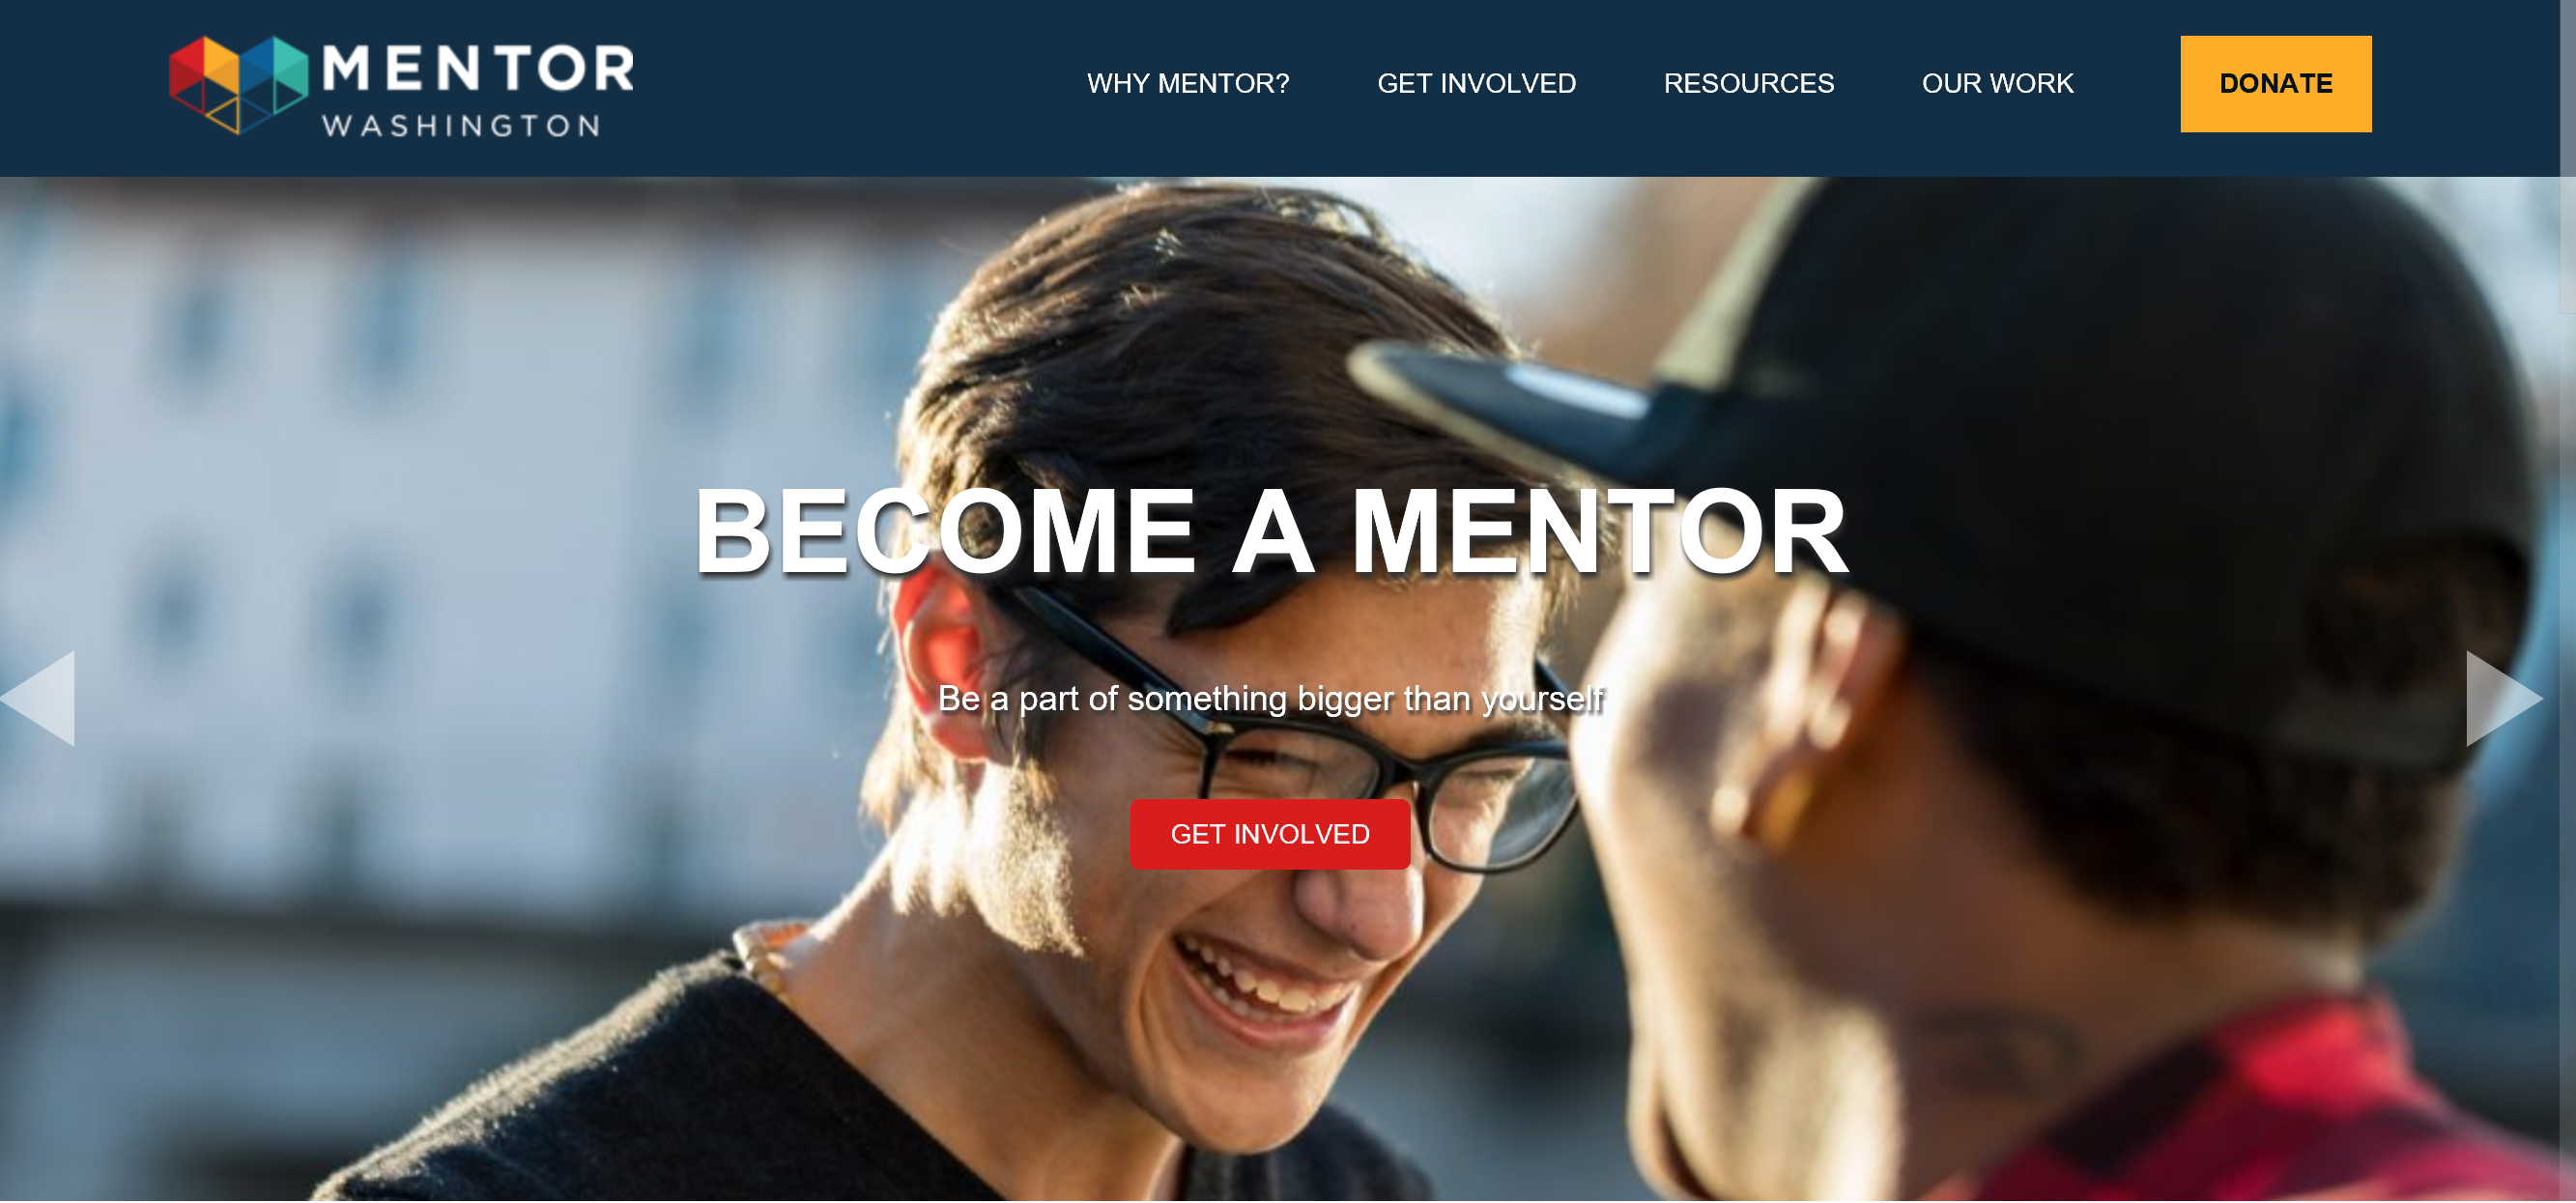 MENTOR
WASHINGTON
WHY MENTOR?
GET INVOLVED
RESOURCES
OUR WORK
DONATE
BECOME A MENTOR
Be a part of something bigger than yourself
GET INVOLVED